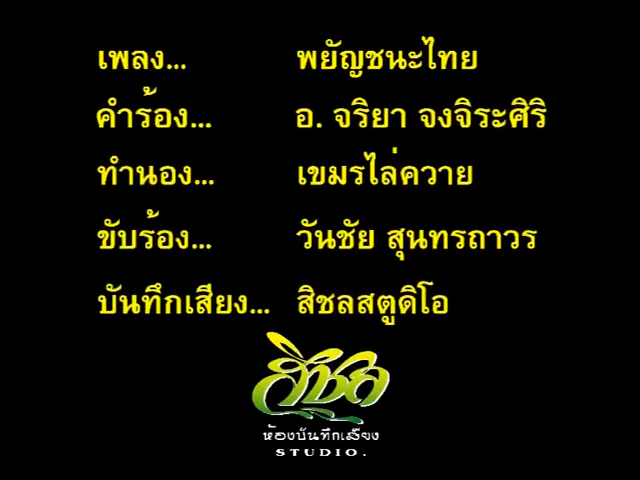 เพลง... พยัญชนะไทย
คำร้อง... อ. จริยา จงจิระศิริ
ทำนอง... เขมรไล่ควาย
ขับร้อง... วันชัย สุนทรถาวร
บันทึกเสียง... สิชลสตูดิโอ
สิชล
ห้องบันทึกเสียง
STUDIO.